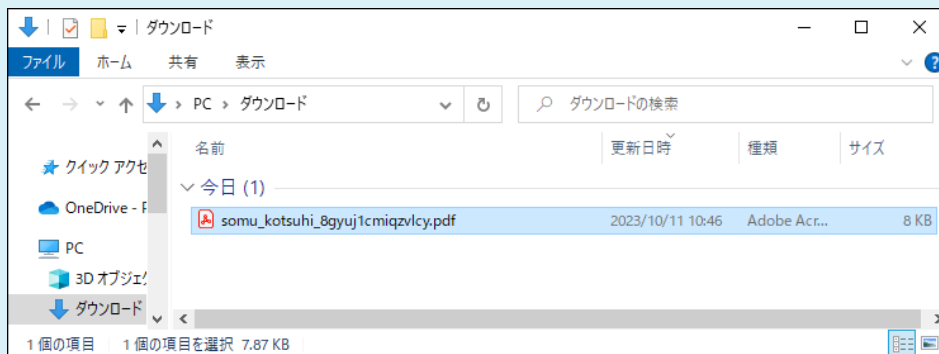 ダウンロード
ファイル ホーム 共有 表示
PC ダウンロード ダウンロードの検索
名前 更新日時 種類 サイズ
クイック アクセ
今日 (1)
OneDrive - P
somu_kotsuhi_8gyuj1cmiqzvlcy.pdf 2023/10/11 10:46 Adobe Acr... 8 KB
PC
3D オブジェク
ダウンロード
1 個の項目 1 個の項目を選択 7.87 KB